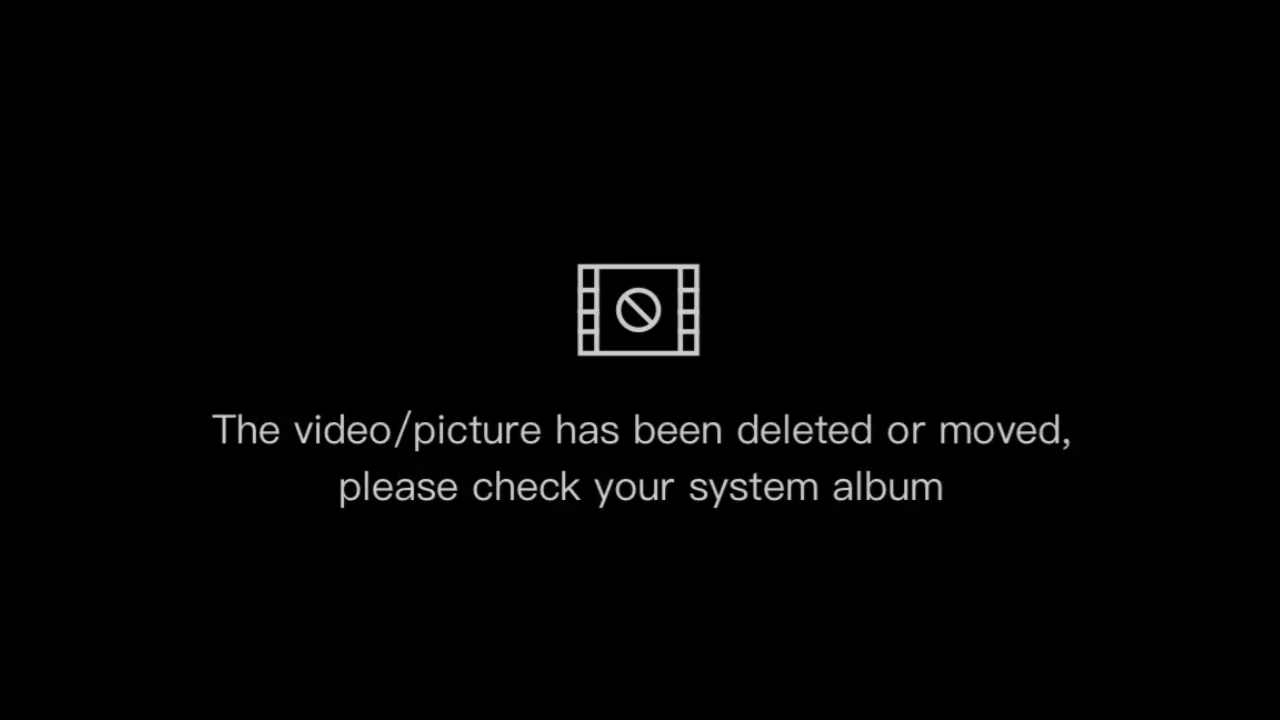 The video/picture has been deleted or moved,
please check your system album